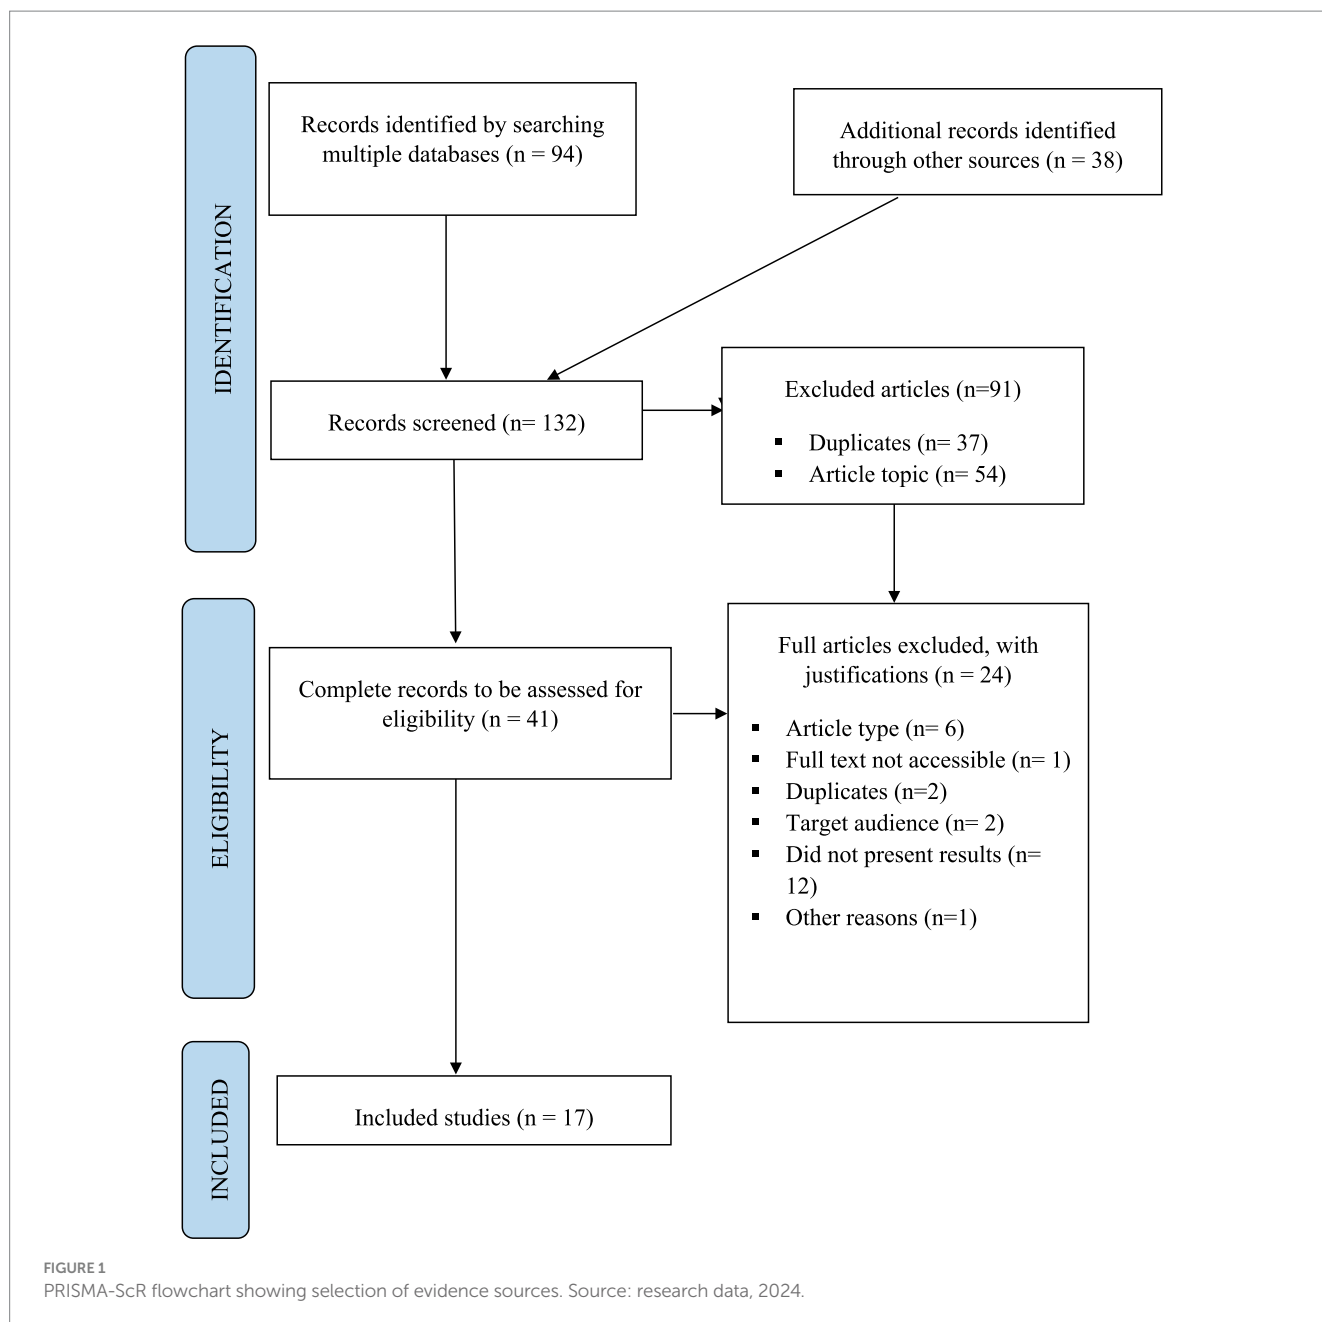 IDENTIFICATION
Records identified by searching
multiple databases (n = 94)
Additional records identified
through other sources (n = 38)
Records screened (n= 132)
Excluded articles (n=91)
▪ Duplicates (n= 37)
▪ Article topic (n= 54)
ELIGIBILITY
Complete records to be assessed for
eligibility (n = 41)
Full articles excluded, with
justifications (n = 24)
▪ Article type (n= 6)
▪ Full text not accessible (n= 1)
▪ Duplicates (n=2)
▪ Target audience (n= 2)
▪ Did not present results (n=
12)
▪ Other reasons (n=1)
INCLUDED
Included studies (n = 17)
FIGURE 1
PRISMA-ScR flowchart showing selection of evidence sources. Source: research data, 2024.